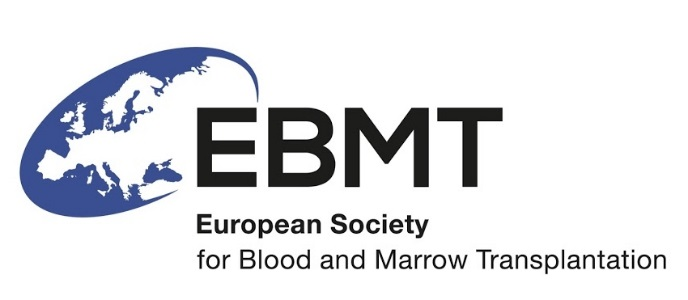 EBMT
European Society
for Blood and Marrow Transplantation